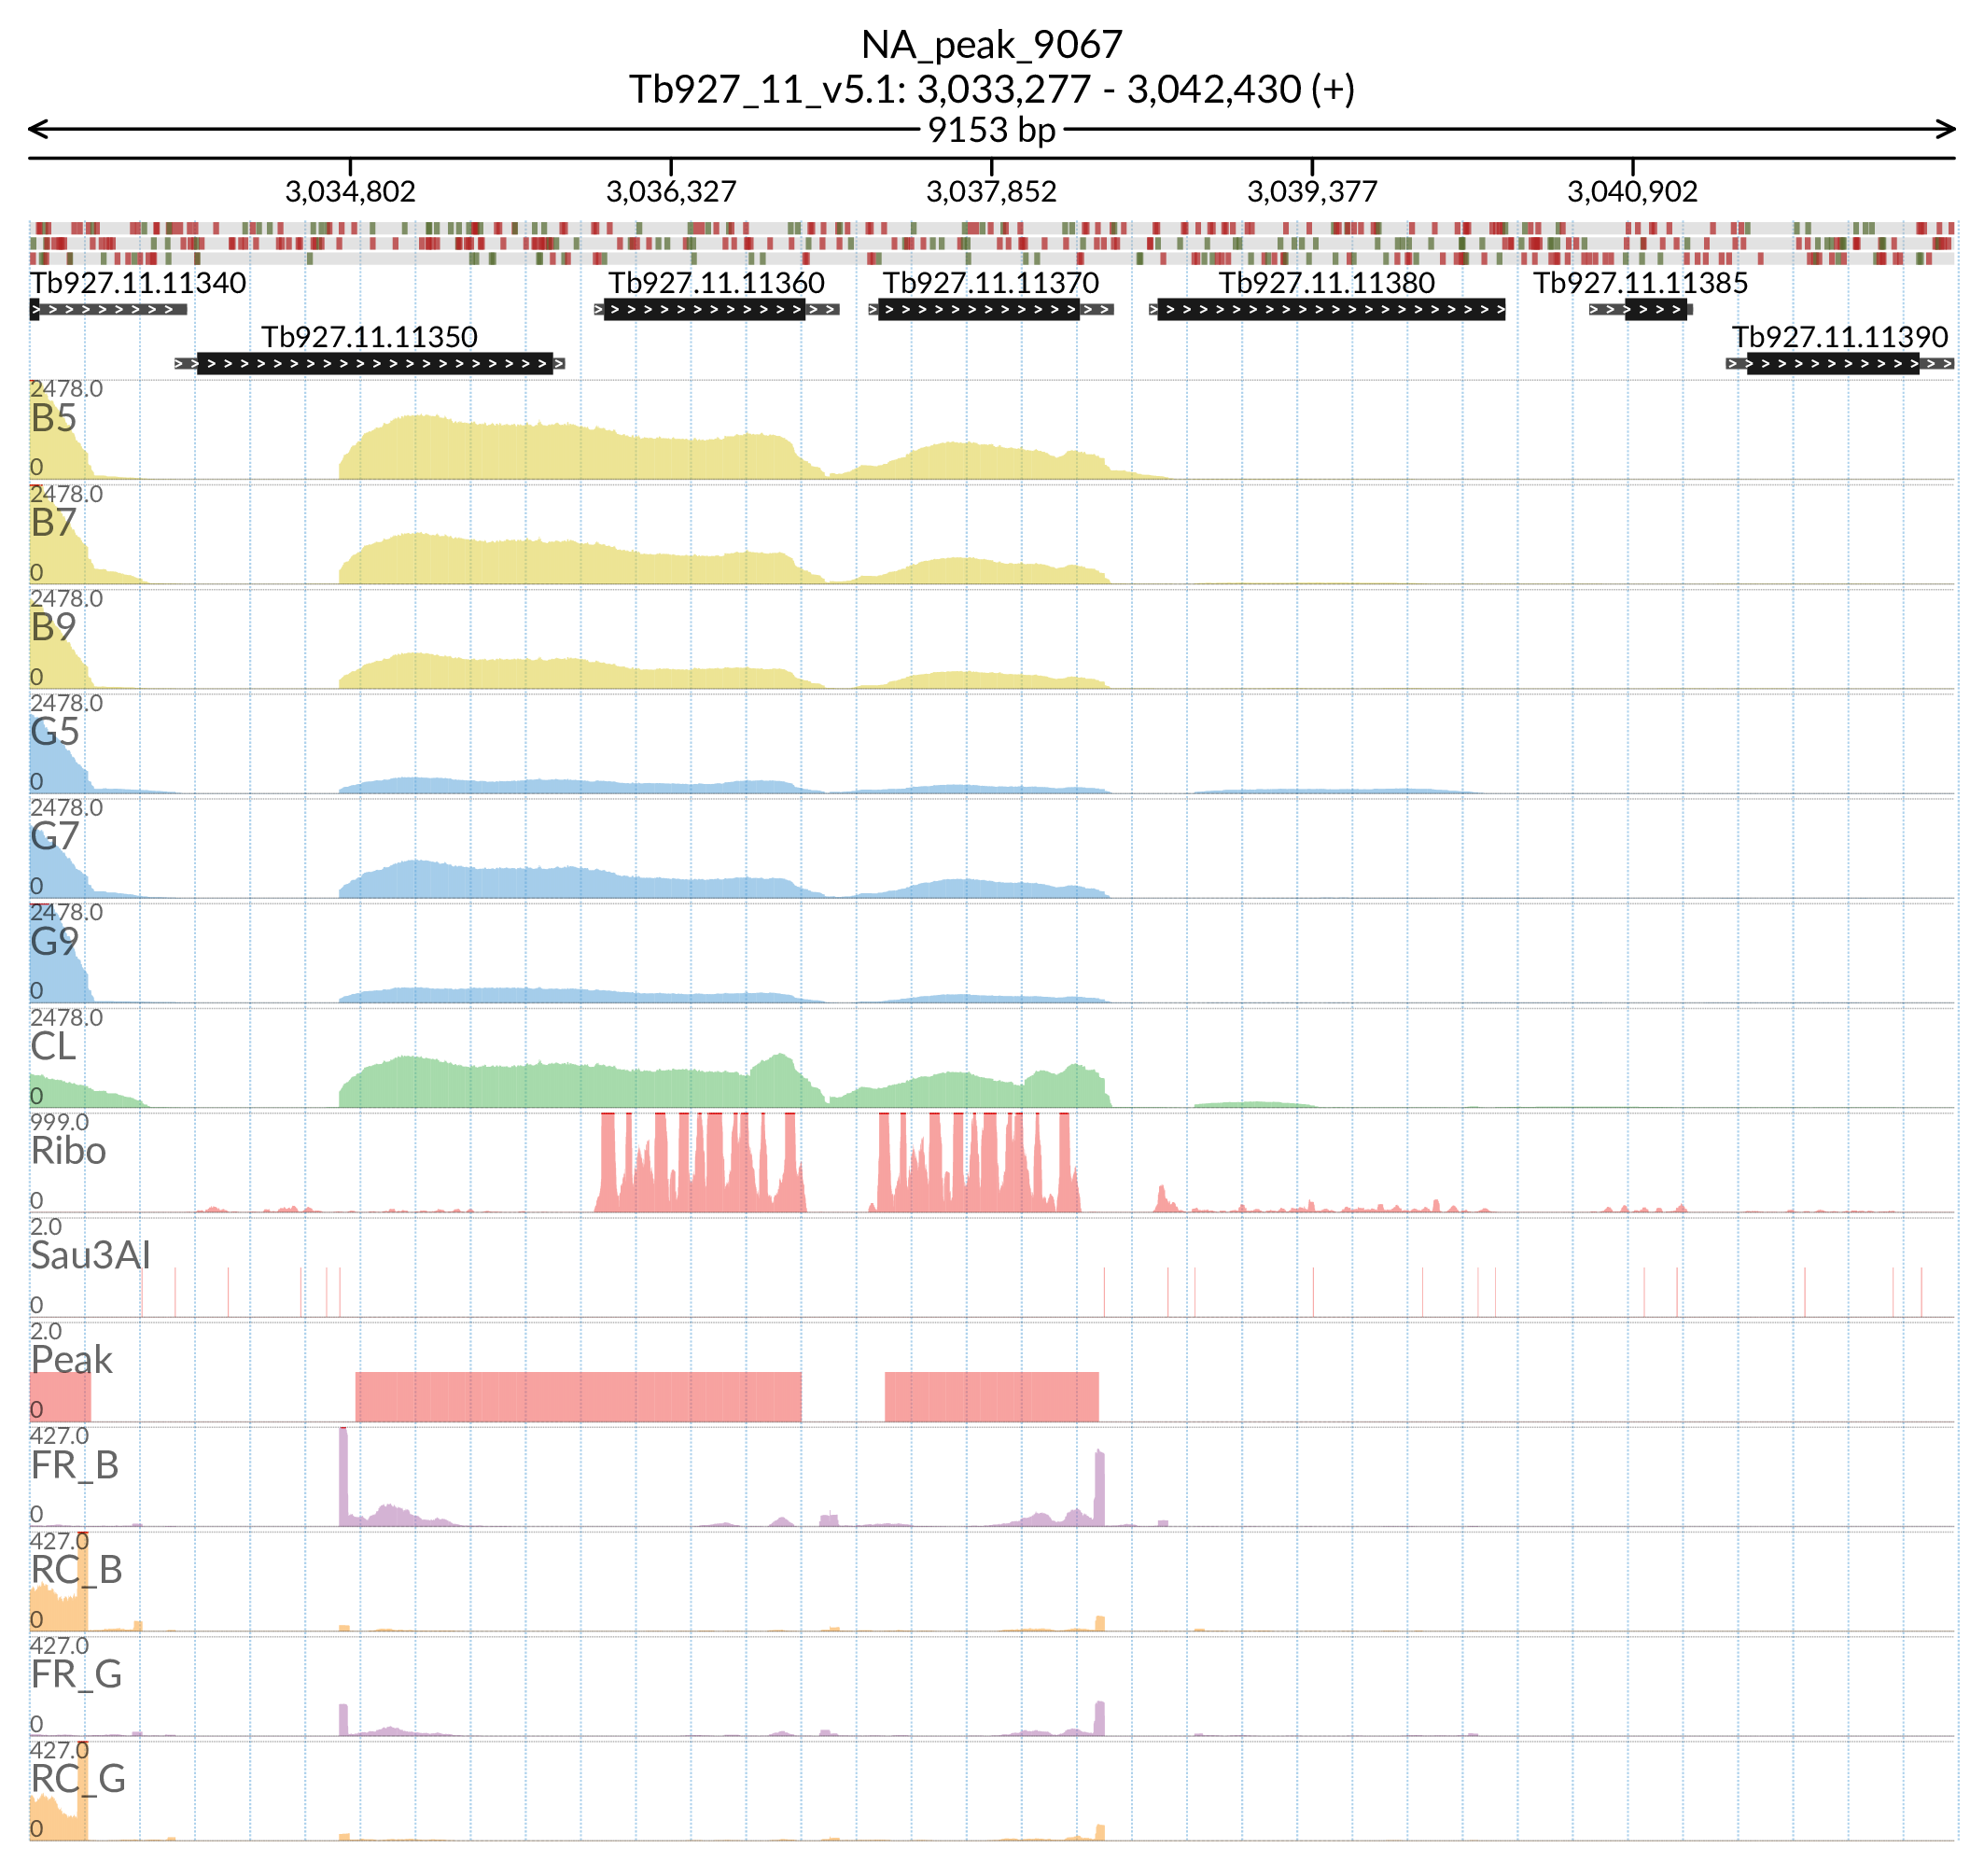 NA_peak_9067
Tb927_11_v5.1: 3,033,277 - 3,042,430 (+)
9153 bp
3,034,802 3,036,327 3,037,852 3,039,377 3,040,902
Tb927.11.11340 Tb927.11.11360 Tb927.11.11370 Tb927.11.11380 Tb927.11.11385
Tb927.11.11350 Tb927.11.11390
2478.0
B5
0
2478.0
B7
0
2478.0
B9
0
2478.0
G5
0
2478.0
G7
0
2478.0
G9
0
2478.0
CL
0
999.0
Ribo
0
2.0
Sau3AI
0
2.0
Peak
0
427.0
FR_B
0
427.0
RC_B
0
427.0
FR_G
0
427.0
RC_G
0